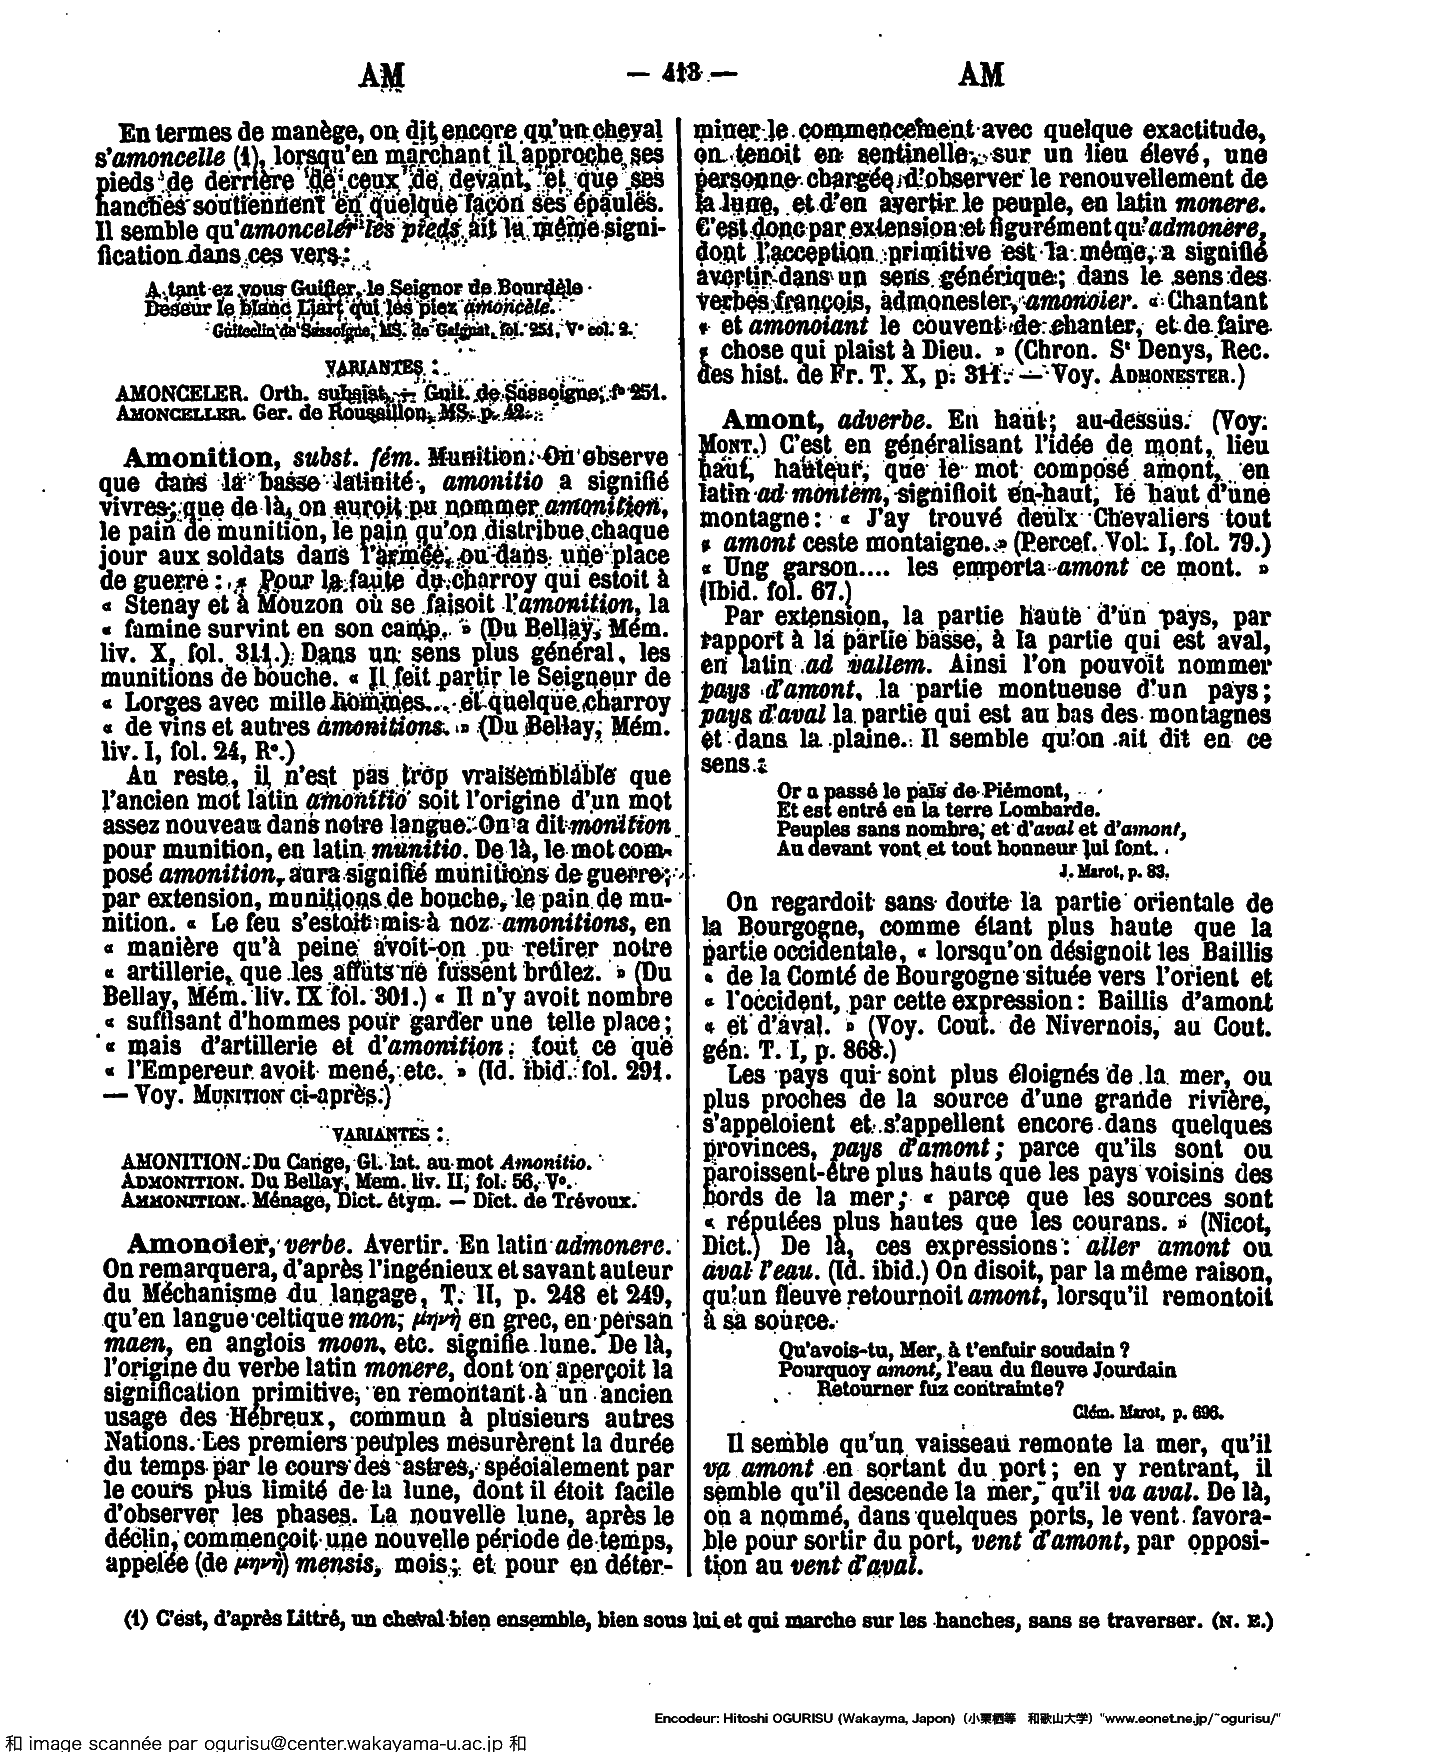 AM — 413 — AM
En termes de manège, on dit encore qu'un cheval
s'amoncelle (1), lorsqu'en marchant il approche ses
pieds de derrière de ceux de devant, et que ses
hanches soutiennent en quelque façon ses épaules.
Il semble qu'amonceler les pieds ait la même signi-
fication dans ces vers :
A tant ez vous Guifier, le Seignor de Bourdèle
Deseur le blanc Liart qui les piez amoncele.
Guiteclin de Sassoigne, MS. de Gaignat, fol. 251, V° col. 2.
VARIANTES :
AMONCELER. Orth. subsist. — Guit. de Sassoigne, f° 251.
AMONCELLER. Ger. de Roussillon, MS. p. 42.
Amonition, subst. fém. Munition. On observe
que dans la basse latinité, amonitio a signifié
vivres; que de là, on auroit pu nommer amonition,
le pain de munition, le pain qu'on distribue chaque
jour aux soldats dans l'armée, ou dans une place
de guerre : « Pour la faute du charroy qui estoit à
« Stenay et à Mouzon où se faisoit l'amonition, la
« famine survint en son camp. » (Du Bellay, Mém.
liv. X, fol. 311.) Dans un sens plus général, les
munitions de bouche. « Il feit partir le Seigneur de
« Lorges avec mille hommes... et quelque charroy
« de vins et autres amonitions. » (Du Bellay, Mém.
liv. I, fol. 24, R°.)
Au reste, il n'est pas trop vraisemblable que
l'ancien mot latin amonitio soit l'origine d'un mot
assez nouveau dans notre langue. On a dit monition
pour munition, en latin munitio. De là, le mot com-
posé amonition, aura signifié munitions de guerre;
par extension, munitions de bouche, le pain de mu-
nition. « Le feu s'estoit mis à noz amonitions, en
« manière qu'à peine avoit-on pu retirer notre
« artillerie, que les affuts ne fussent brûlez. » (Du
Bellay, Mém. liv. IX fol. 301.) « Il n'y avoit nombre
« suffisant d'hommes pour garder une telle place;
« mais d'artillerie et d'amonition : tout ce que
« l'Empereur avoit mené, etc. » (Id. ibid. fol. 291.
— Voy. MUNITION ci-après.)
VARIANTES :
AMONITION. Du Cange, Gl. lat. au mot Amonitio.
ADMONITION. Du Bellay, Mem. liv. II, fol. 56, V°.
AMMONITION. Ménage, Dict. étym. — Dict. de Trévoux.
Amonoier, verbe. Avertir. En latin admonere.
On remarquera, d'après l'ingénieux et savant auteur
du Méchanisme du langage, T. II, p. 248 et 249,
qu'en langue celtique mon; μηνὴ en grec, en persan
maen, en anglois moon, etc. signifie lune. De là,
l'origine du verbe latin monere, dont on aperçoit la
signification primitive, en remontant à un ancien
usage des Hébreux, commun à plusieurs autres
Nations. Les premiers peuples mesurèrent la durée
du temps par le cours des astres, spécialement par
le cours plus limité de la lune, dont il étoit facile
d'observer les phases. La nouvelle lune, après le
déclin, commençoit une nouvelle période de temps,
appelée (de μηνὴ) mensis, mois; et pour en déter-
miner le commencement avec quelque exactitude,
on tenoit en sentinelle, sur un lieu élevé, une
personne chargée d'observer le renouvellement de
la lune, et d'en avertir le peuple, en latin monere.
C'est donc par extension et figurément qu'admonere,
dont l'acception primitive est la même, a signifié
avertir dans un sens générique; dans le sens des
verbes françois, admonester, amonoier. « Chantant
« et amonoiant le couvent de chanter, et de faire
« chose qui plaist à Dieu. » (Chron. St Denys, Rec.
des hist. de Fr. T. X, p. 311. — Voy. ADMONESTER.)
Amont, adverbe. En haut; au-dessus. (Voy.
MONT.) C'est en généralisant l'idée de mont, lieu
haut, hauteur, que le mot composé amont, en
latin ad montem, signifioit en haut, le haut d'une
montagne : « J'ay trouvé deulx Chevaliers tout
« amont ceste montaigne. » (Percef. Vol. I, fol. 79.)
« Ung garson.... les emporta amont ce mont. »
(Ibid. fol. 67.)
Par extension, la partie haute d'un pays, par
rapport à la partie basse, à la partie qui est aval,
en latin ad vallem. Ainsi l'on pouvoit nommer
pays d'amont, la partie montueuse d'un pays;
pays d'aval la partie qui est au bas des montagnes
et dans la plaine. Il semble qu'on ait dit en ce
sens :
Or a passé le païs de Piémont,
Et est entré en la terre Lombarde.
Peuples sans nombre, et d'aval et d'amont,
Au devant vont et tout honneur lui font.
J. Marot, p. 83.
On regardoit sans doute la partie orientale de
la Bourgogne, comme étant plus haute que la
partie occidentale, « lorsqu'on désignoit les Baillis
« de la Comté de Bourgogne située vers l'orient et
« l'occident, par cette expression : Baillis d'amont
« et d'aval. » (Voy. Cout. de Nivernois, au Cout.
gén. T. I, p. 868.)
Les pays qui sont plus éloignés de la mer, ou
plus proches de la source d'une grande rivière,
s'appeloient et s'appellent encore dans quelques
provinces, pays d'amont; parce qu'ils sont ou
paroissent-être plus hauts que les pays voisins des
bords de la mer; « parce que les sources sont
« réputées plus hautes que les courans. » (Nicot,
Dict.) De là, ces expressions : aller amont ou
aval l'eau. (Id. ibid.) On disoit, par la même raison,
qu'un fleuve retournoit amont, lorsqu'il remontoit
à sa source.
Qu'avois-tu, Mer, à t'enfuir soudain ?
Pourquoy amont, l'eau du fleuve Jourdain
Retourner fuz contrainte ?
Clém. Marot, p. 696.
Il semble qu'un vaisseau remonte la mer, qu'il
va amont en sortant du port; en y rentrant, il
semble qu'il descende la mer, qu'il va aval. De là,
on a nommé, dans quelques ports, le vent favora-
ble pour sortir du port, vent d'amont, par opposi-
tion au vent d'aval.
(1) C'est, d'après Littré, un cheval bien ensemble, bien sous lui et qui marche sur les hanches, sans se traverser. (N. E.)
Encodeur: Hitoshi OGURISU (Wakayma, Japon) (小栗栖等 和歌山大学) "www.eonet.ne.jp/~ogurisu/"
和 image scannée par ogurisu@center.wakayama-u.ac.jp 和